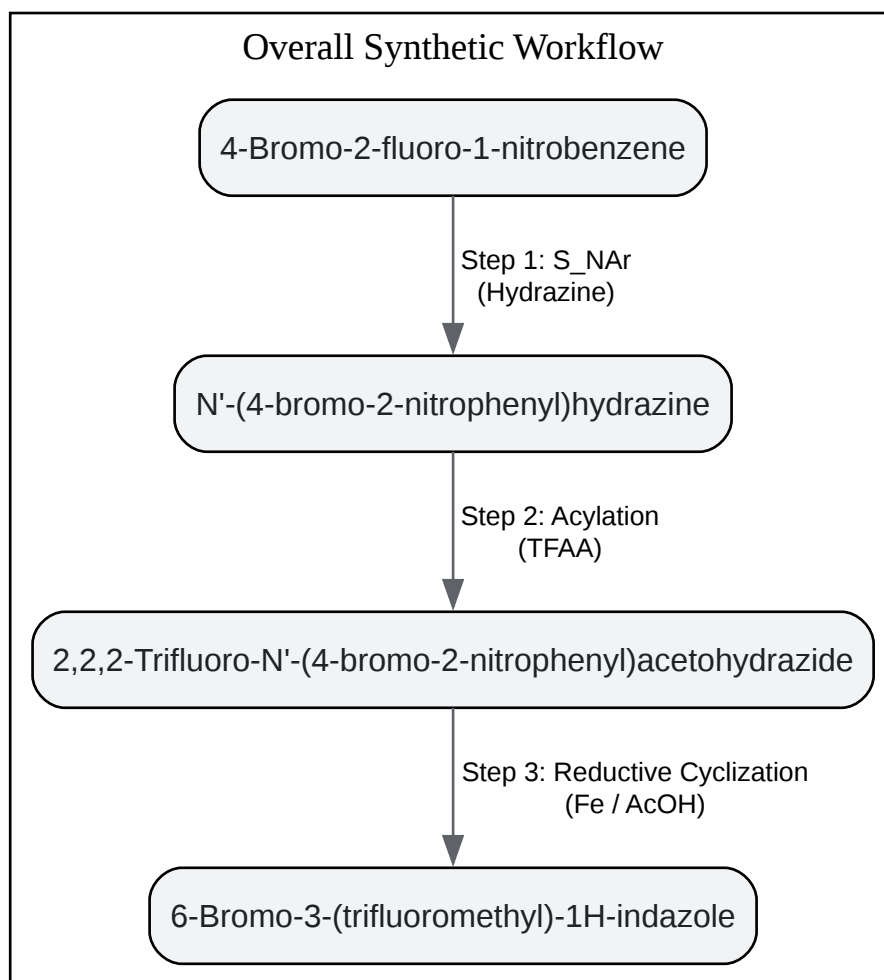 Overall Synthetic Workflow
4-Bromo-2-fluoro-1-nitrobenzene
Step 1: S_NAr
(Hydrazine)
N'-(4-bromo-2-nitrophenyl)hydrazine
Step 2: Acylation
(TFAA)
2,2,2-Trifluoro-N'-(4-bromo-2-nitrophenyl)acetohydrazide
Step 3: Reductive Cyclization
(Fe / AcOH)
6-Bromo-3-(trifluoromethyl)-1H-indazole